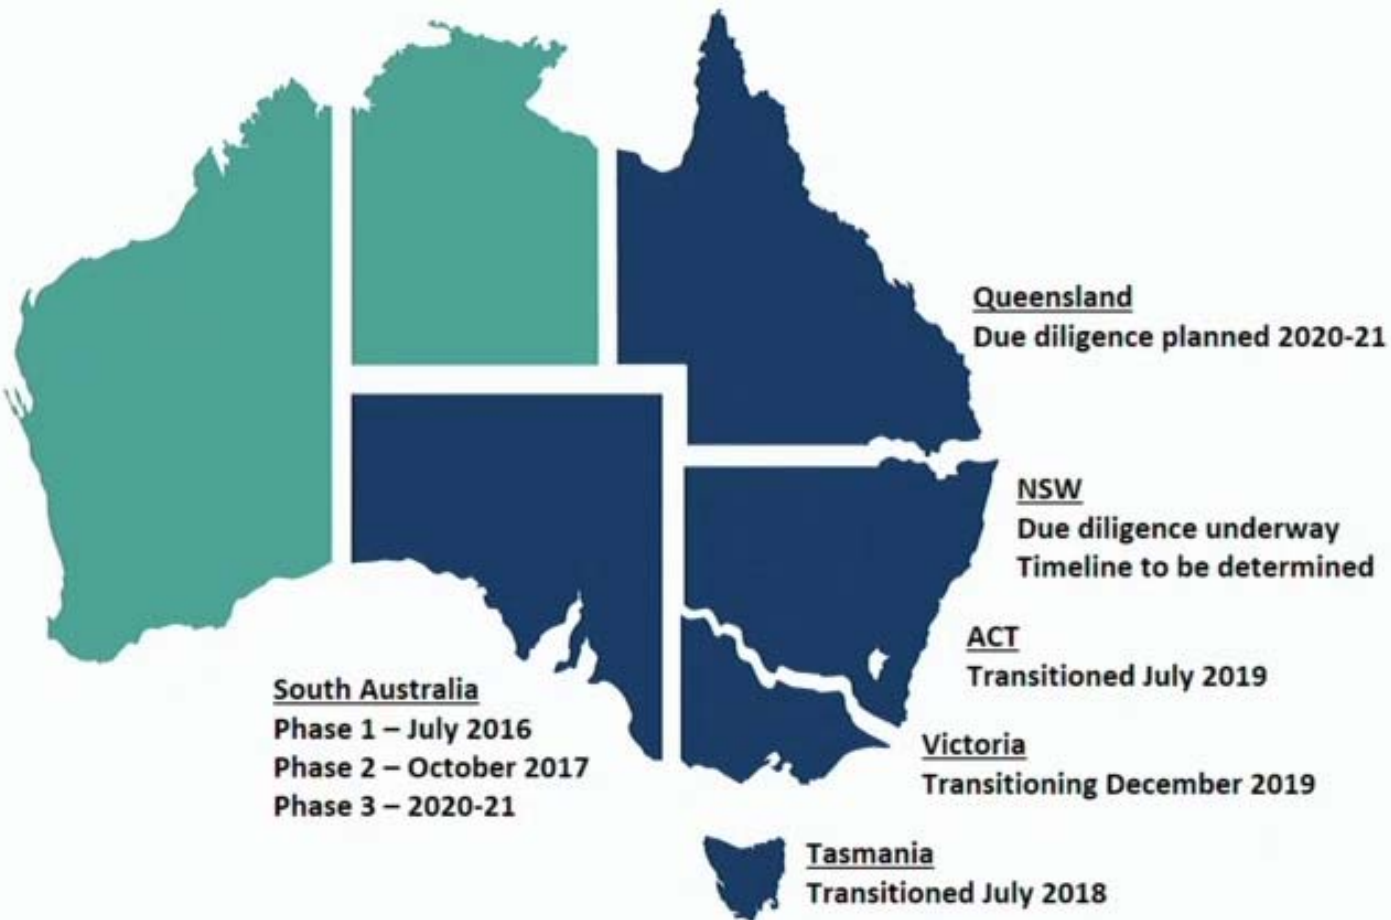 Queensland
Due diligence planned 2020-21
NSW
Due diligence underway
Timeline to be determined
ACT
Transitioned July 2019
South Australia
Phase 1 – July 2016
Phase 2 – October 2017
Phase 3 – 2020-21
Victoria
Transitioning December 2019
Tasmania
Transitioned July 2018